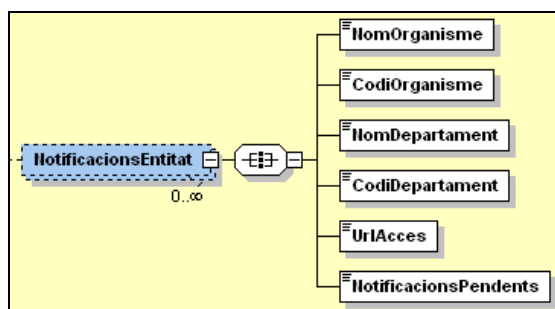 NomOrganisme
CodiOrganisme
NomDepartament
NotificacionsEntitat
0..∞
CodiDepartament
UrlAcces
NotificacionsPendents